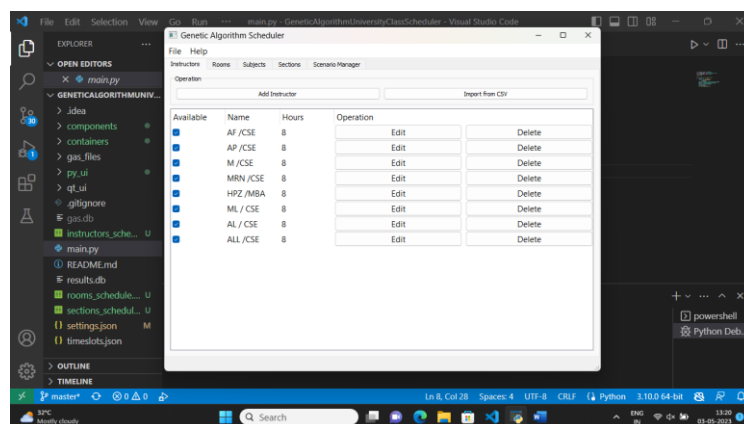 File Edit Selection View Go Run ··· main.py - GeneticAlgorithmUniversityClassScheduler - Visual Studio Code
EXPLORER ···
OPEN EDITORS
main.py
GENETICALGORITHMUNIV...
.idea
components
containers
gas_files
py_ui
qt_ui
.gitignore
gas.db
instructors_sche... U
main.py
README.md
results.db
rooms_schedule.... U
sections_schedul... U
settings.json M
timeslots.json
OUTLINE
TIMELINE
30
1
Genetic Algorithm Scheduler
File Help
Instructors Rooms Subjects Sections Scenario Manager
Operation
Add Instructor Import from CSV
Available Name Hours Operation
AF /CSE 8 Edit Delete
AP /CSE 8 Edit Delete
M /CSE 8 Edit Delete
MRN /CSE 8 Edit Delete
HPZ /MBA 8 Edit Delete
ML / CSE 8 Edit Delete
AL / CSE 8 Edit Delete
ALL /CSE 8 Edit Delete
powershell
Python Deb...
master* 0 0 Ln 8, Col 28 Spaces: 4 UTF-8 CRLF Python 3.10.0 64-bit
32°C
Mostly cloudy
Search
ENG
IN
13:20
03-05-2023